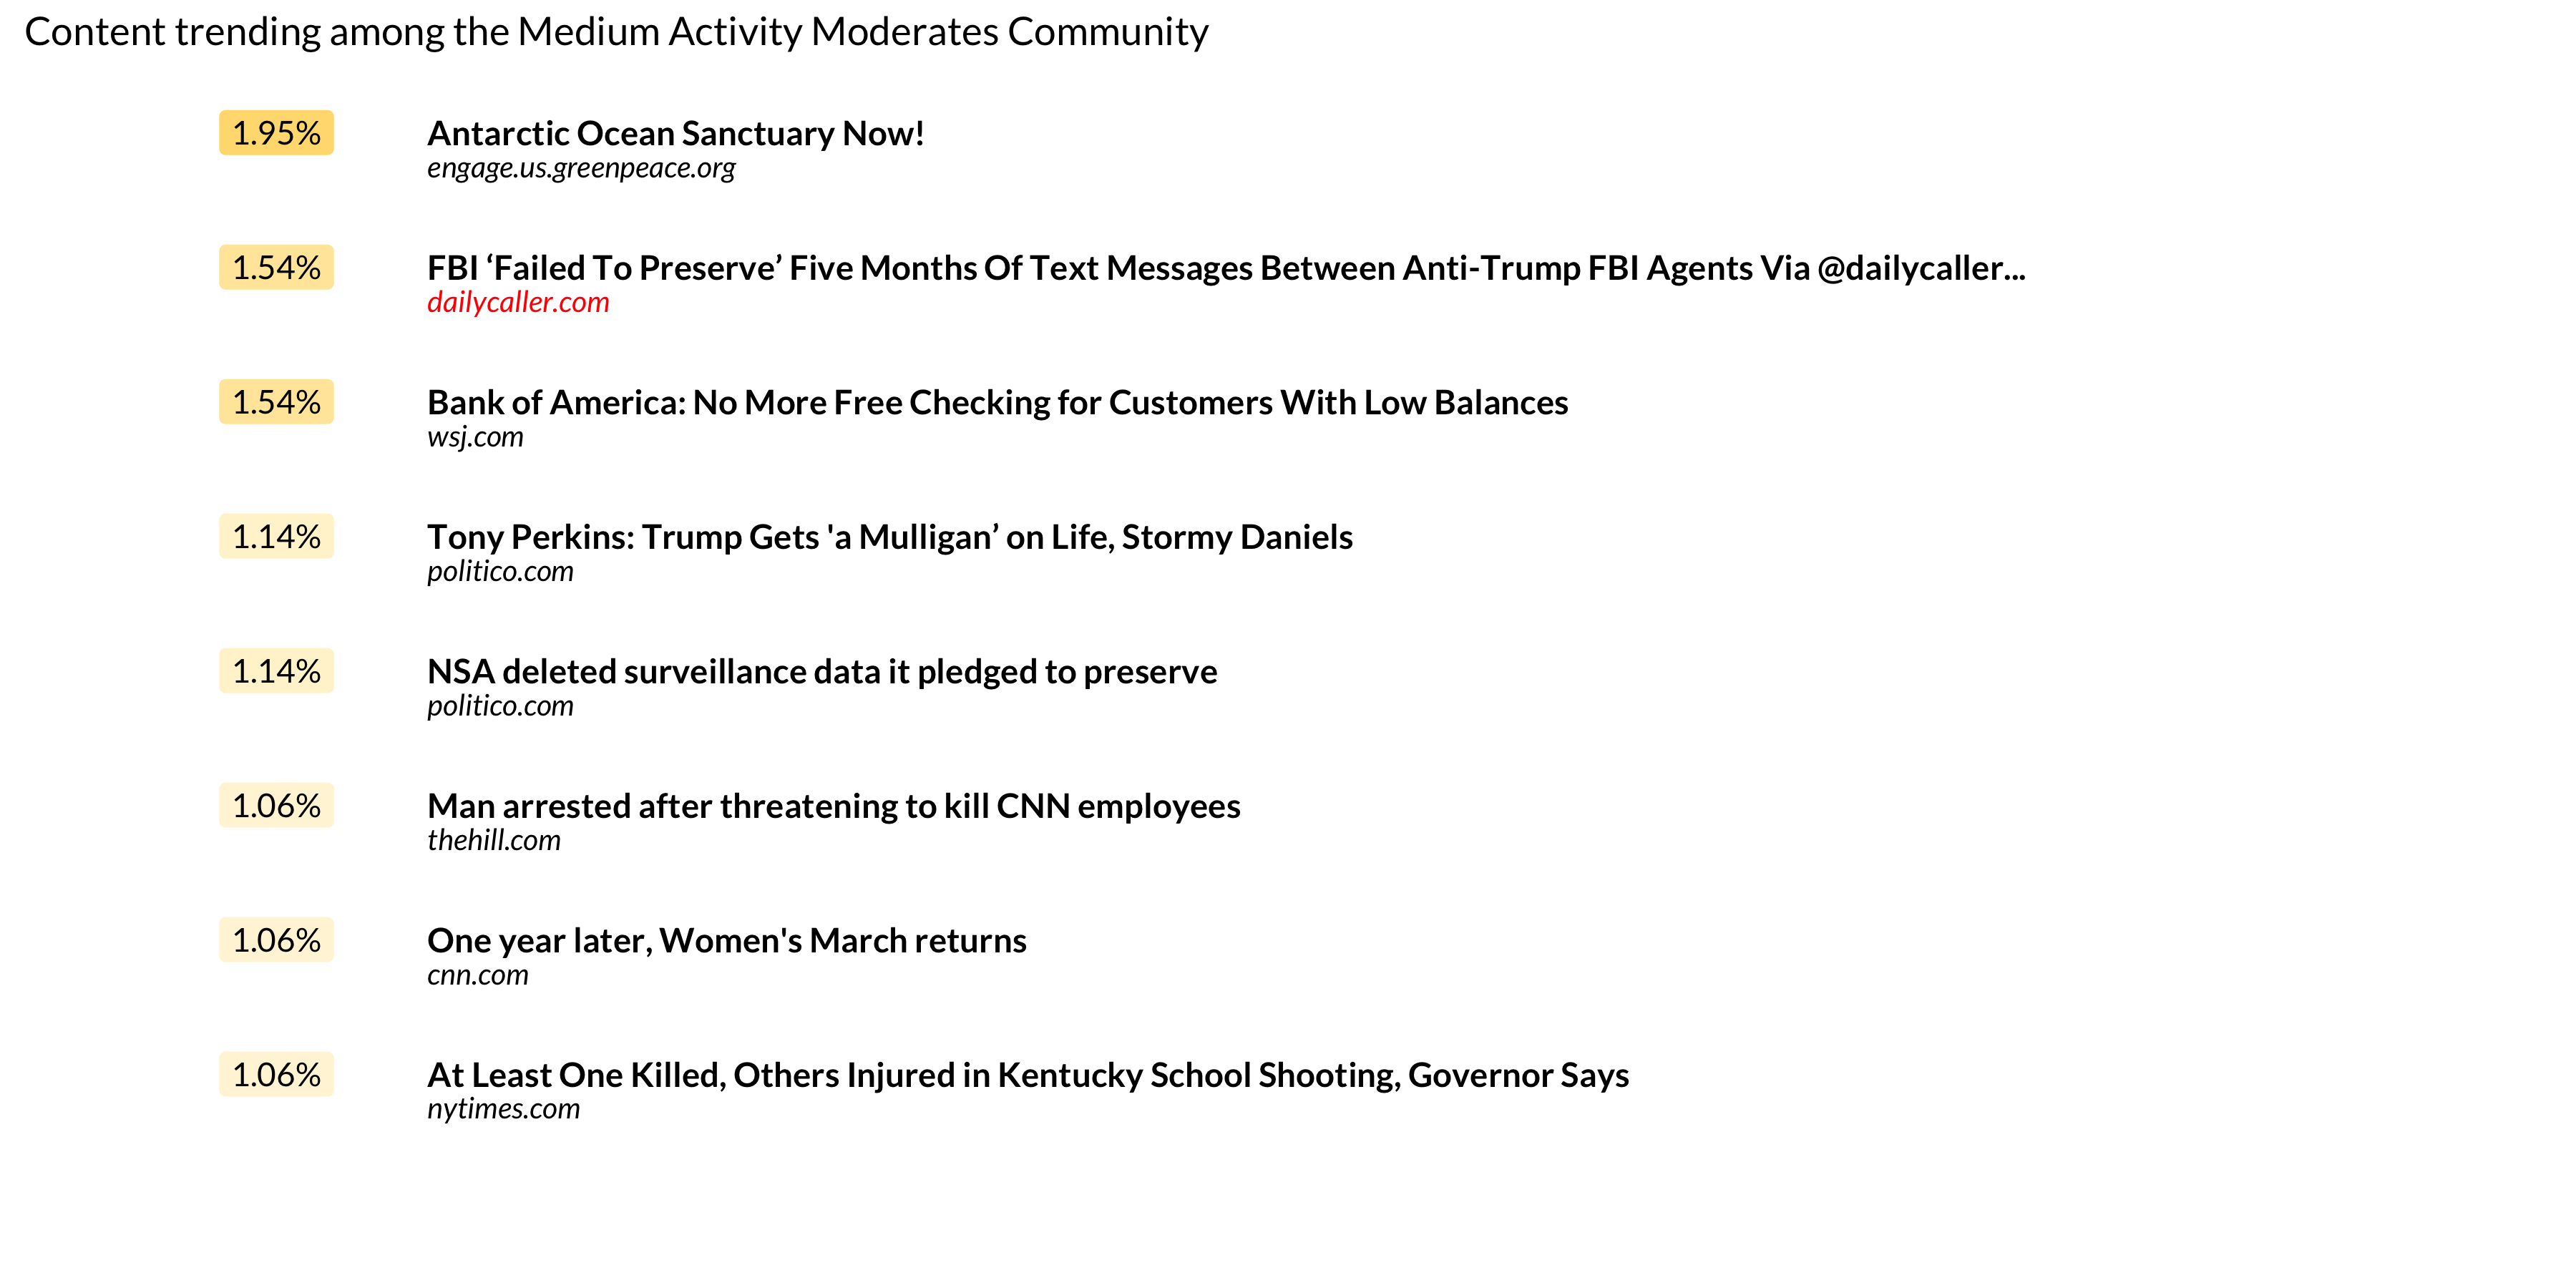 Content trending among the Medium Activity Moderates Community
1.95%
Antarctic Ocean Sanctuary Now!
engage.us.greenpeace.org
1.54%
FBI ‘Failed To Preserve’ Five Months Of Text Messages Between Anti-Trump FBI Agents Via @dailycaller...
dailycaller.com
1.54%
Bank of America: No More Free Checking for Customers With Low Balances
wsj.com
1.14%
Tony Perkins: Trump Gets 'a Mulligan’ on Life, Stormy Daniels
politico.com
1.14%
NSA deleted surveillance data it pledged to preserve
politico.com
1.06%
Man arrested after threatening to kill CNN employees
thehill.com
1.06%
One year later, Women's March returns
cnn.com
1.06%
At Least One Killed, Others Injured in Kentucky School Shooting, Governor Says
nytimes.com